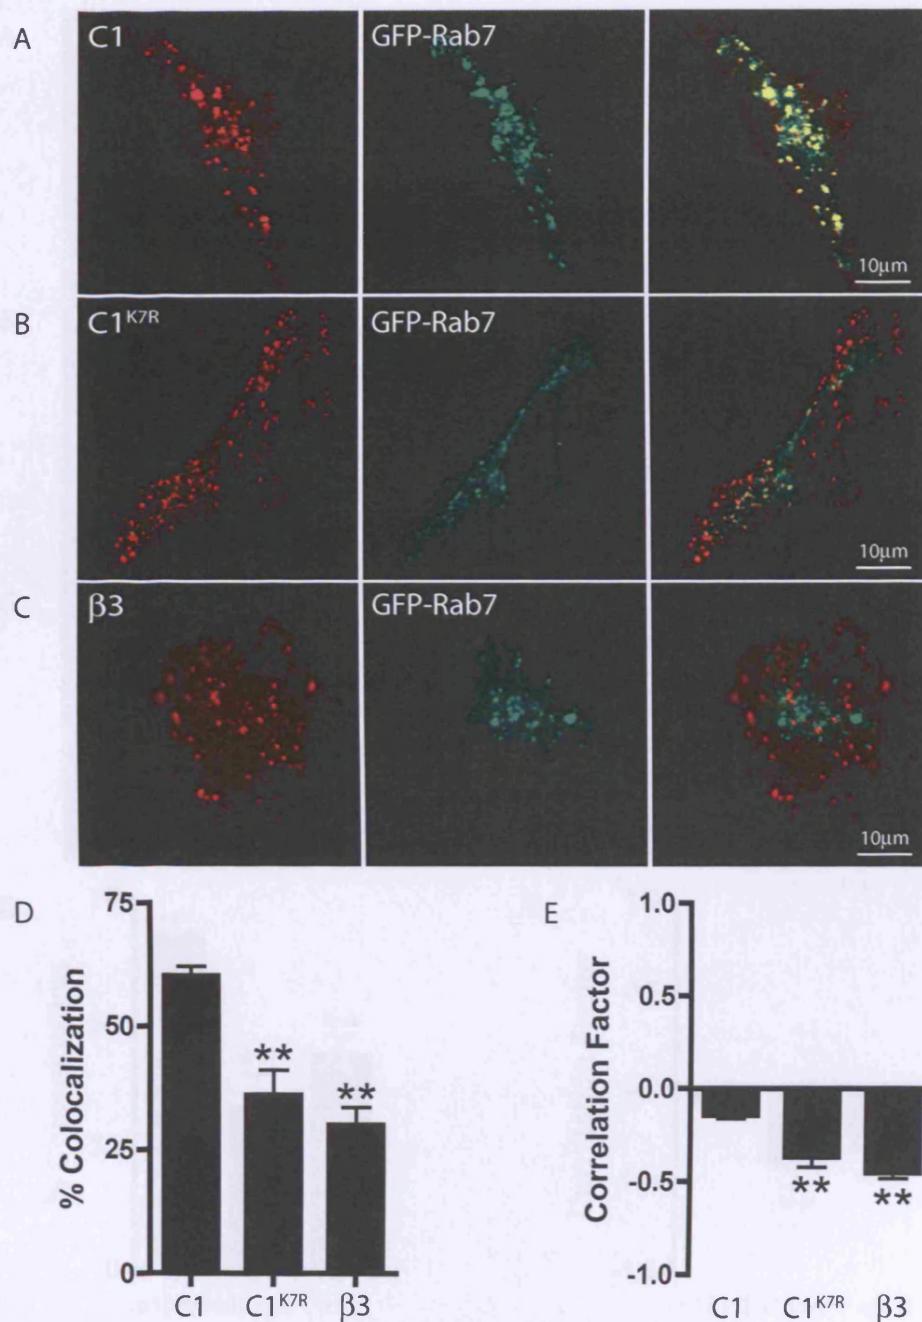 A
C1
GFP-Rab7
10μm
B
C1ᴷ⁷ᴿ
GFP-Rab7
10μm
C
β3
GFP-Rab7
10μm
D
% Colocalization
75
50
25
0
**
**
C1
C1ᴷ⁷ᴿ
β3
E
Correlation Factor
1.0
0.5
0.0
-0.5
-1.0
**
**
C1
C1ᴷ⁷ᴿ
β3